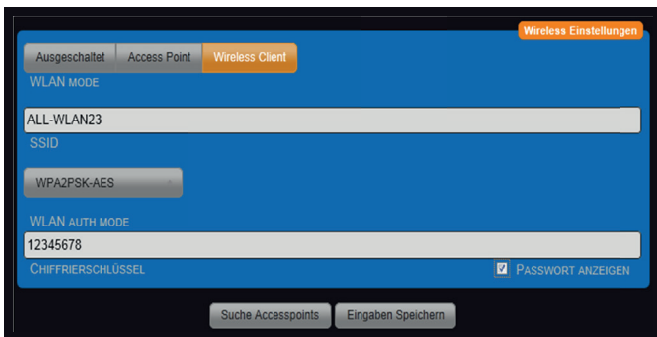 Wireless Einstellungen
Ausgeschaltet Access Point Wireless Client
WLAN MODE
ALL-WLAN23
SSID
WPA2PSK-AES
WLAN AUTH MODE
12345678
CHIFFRIERSCHLÜSSEL PASSWORT ANZEIGEN
Suche Accesspoints Eingaben Speichern